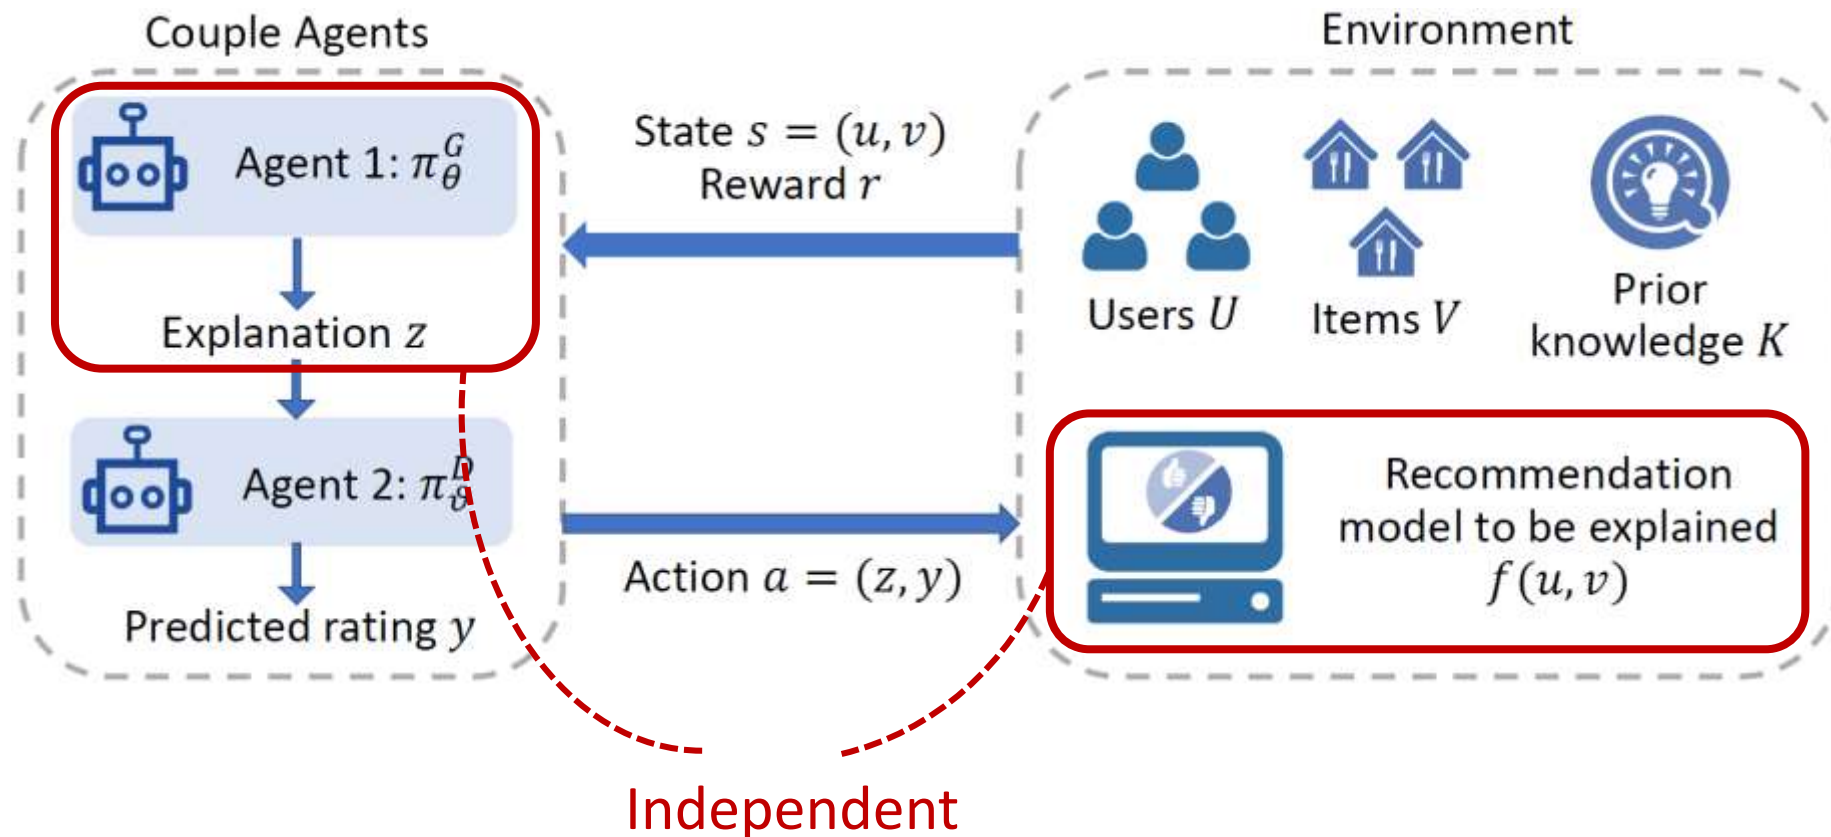 Couple Agents
Agent 1: π_θ^G
Explanation z
Agent 2: π_ϑ^D
Predicted rating y
State s = (u, v)
Reward r
Action a = (z, y)
Environment
Users U
Items V
Prior
knowledge K
Recommendation
model to be explained
f(u, v)
Independent